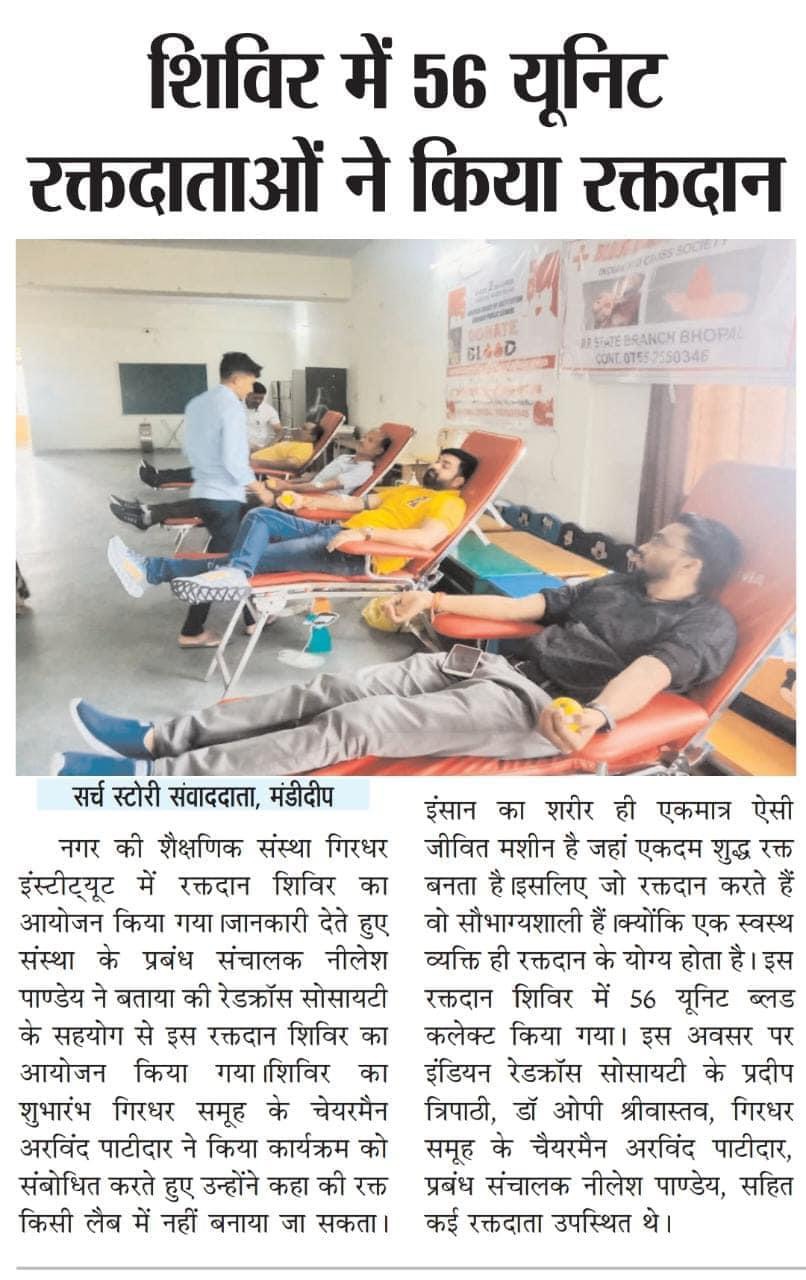 शिविर में 56 यूनिट
रक्तदाताओं ने किया रक्तदान
INDIAN RED CROSS SOCIETY
DONATE
BLOOD
STATE BRANCH BHOPAL
CONT. 0755-2550346
सर्च स्टोरी संवाददाता, मंडीदीप
नगर की शैक्षणिक संस्था गिरधर
इंस्टीट्यूट में रक्तदान शिविर का
आयोजन किया गया।जानकारी देते हुए
संस्था के प्रबंध संचालक नीलेश
पाण्डेय ने बताया की रेडक्रॉस सोसायटी
के सहयोग से इस रक्तदान शिविर का
आयोजन किया गया।शिविर का
शुभारंभ गिरधर समूह के चेयरमैन
अरविंद पाटीदार ने किया कार्यक्रम को
संबोधित करते हुए उन्होंने कहा की रक्त
किसी लैब में नहीं बनाया जा सकता।
इंसान का शरीर ही एकमात्र ऐसी
जीवित मशीन है जहां एकदम शुद्ध रक्त
बनता है।इसलिए जो रक्तदान करते हैं
वो सौभाग्यशाली हैं।क्योंकि एक स्वस्थ
व्यक्ति ही रक्तदान के योग्य होता है। इस
रक्तदान शिविर में 56 यूनिट ब्लड
कलेक्ट किया गया। इस अवसर पर
इंडियन रेडक्रॉस सोसायटी के प्रदीप
त्रिपाठी, डॉ ओपी श्रीवास्तव, गिरधर
समूह के चैयरमैन अरविंद पाटीदार,
प्रबंध संचालक नीलेश पाण्डेय, सहित
कई रक्तदाता उपस्थित थे।